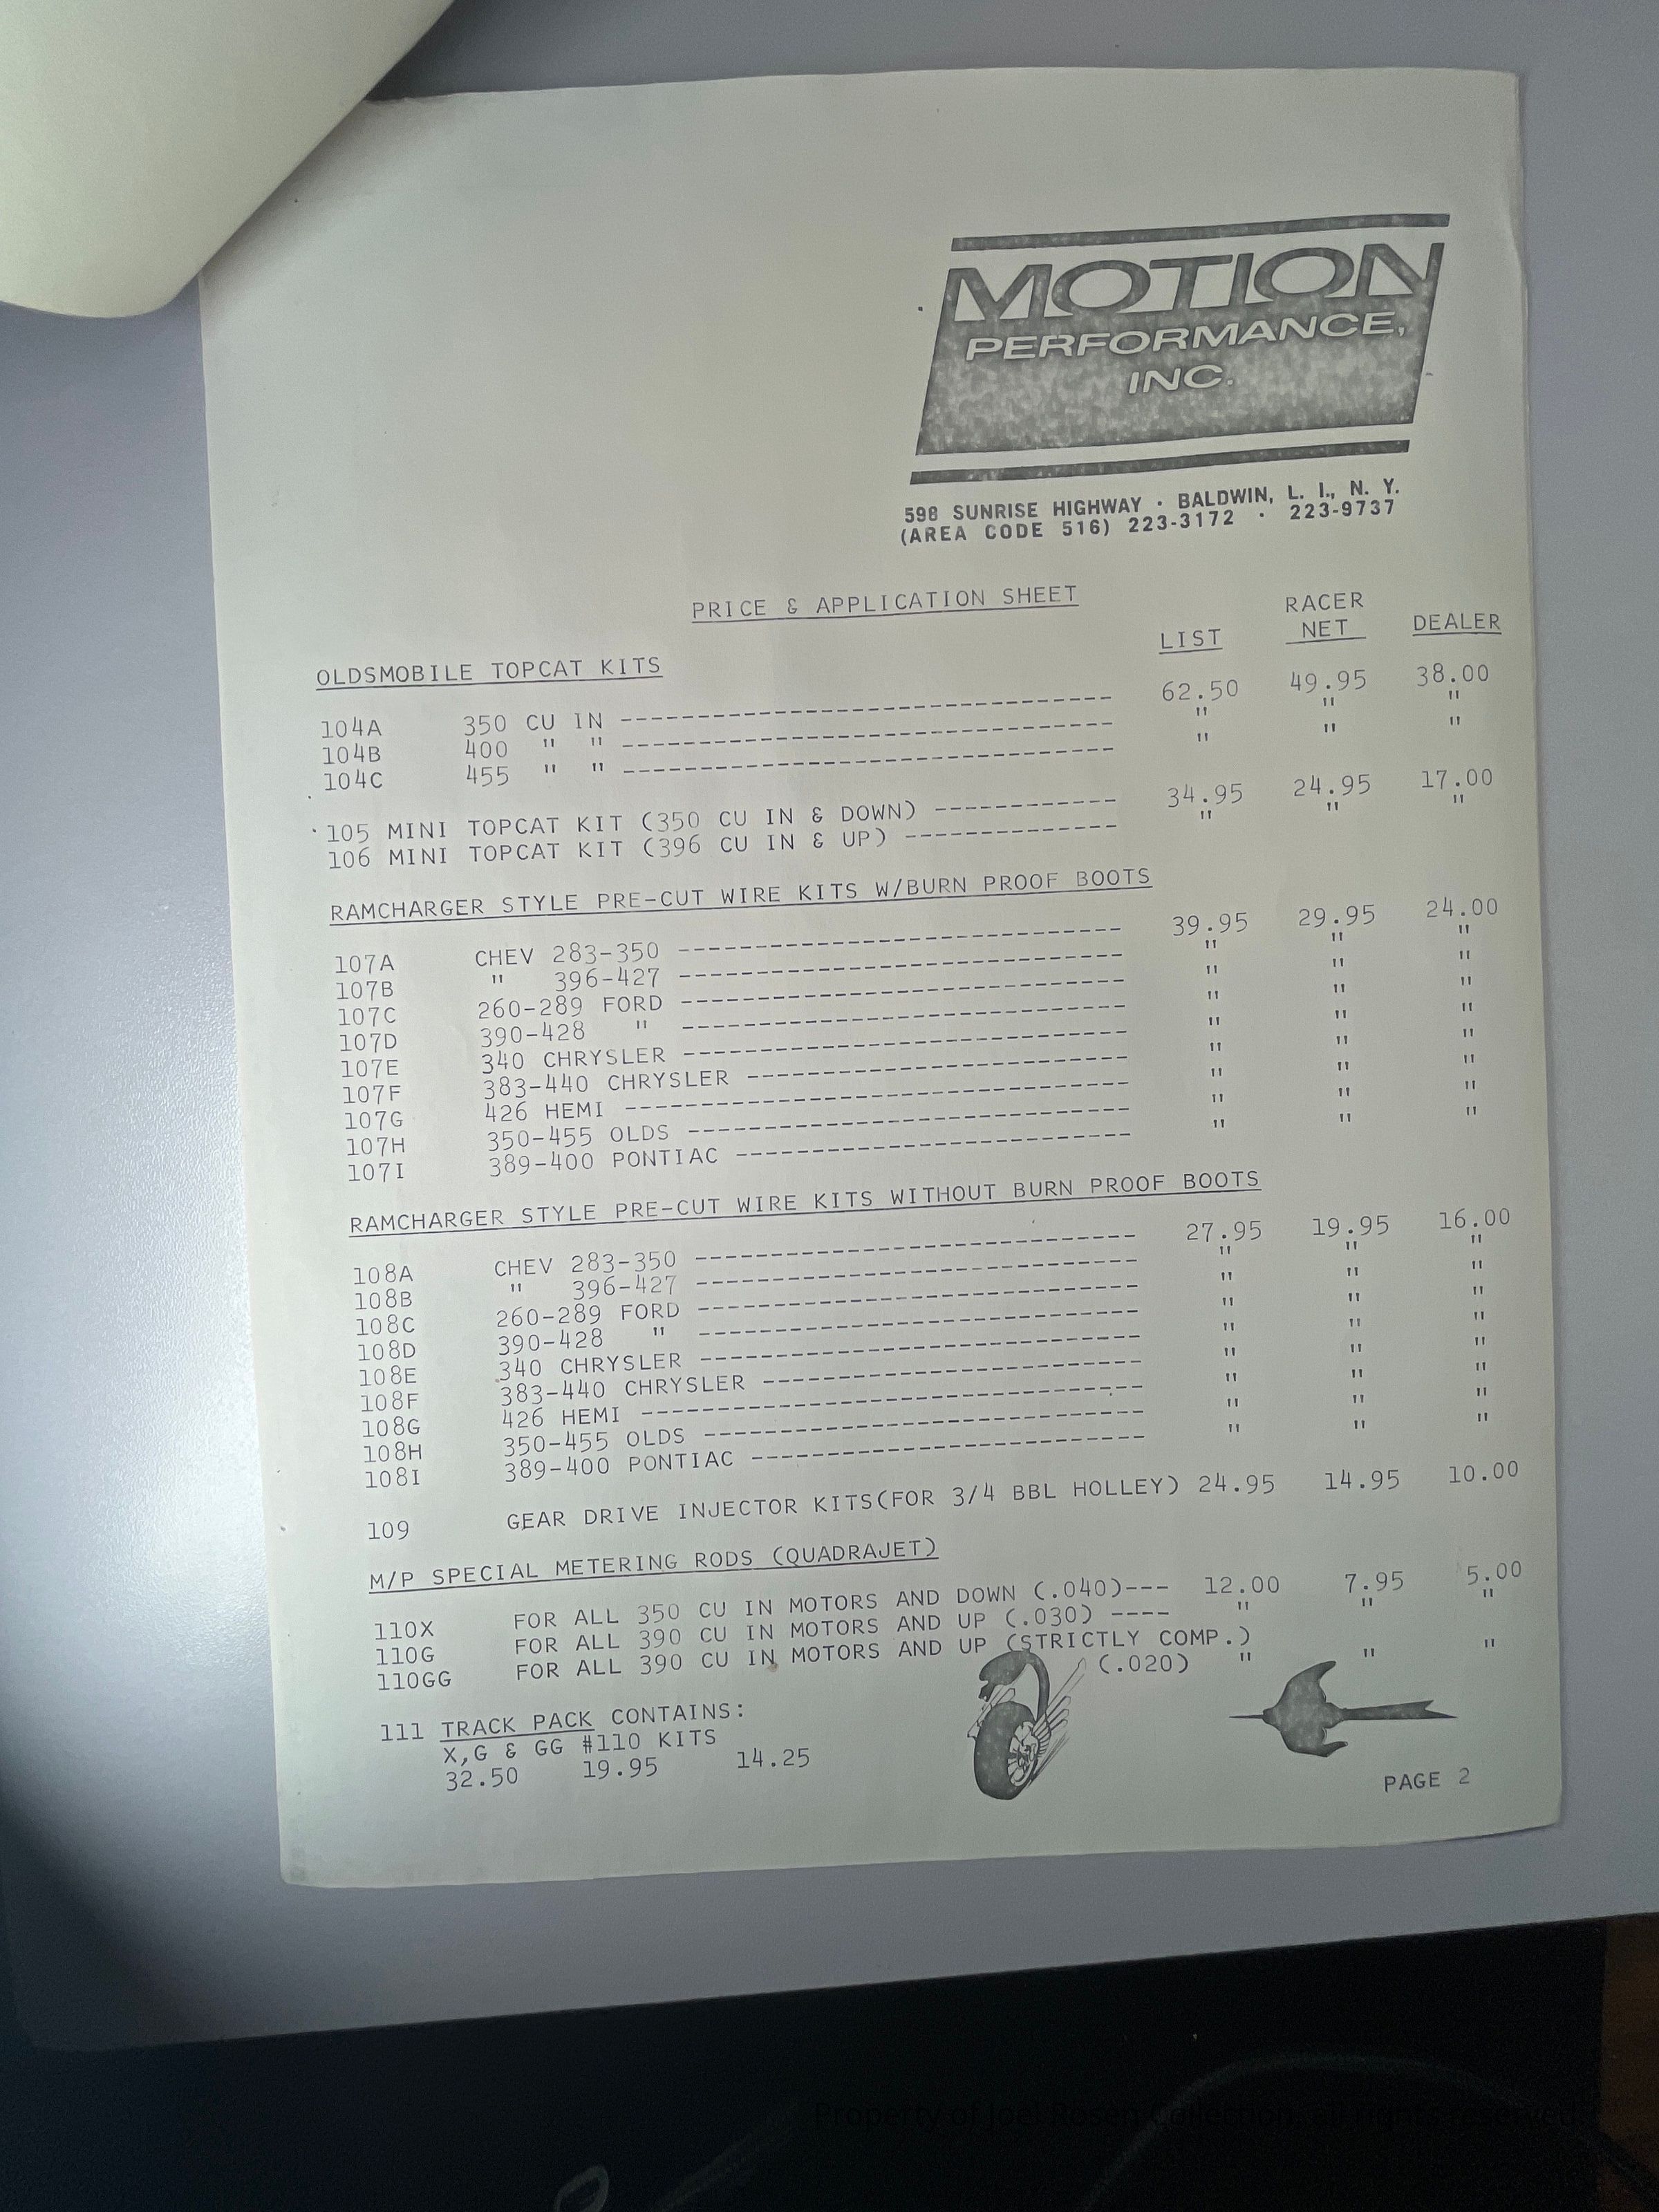 MOTION
PERFORMANCE,
INC.
598 SUNRISE HIGHWAY · BALDWIN, L. I., N. Y.
(AREA CODE 516) 223-3172 · 223-9737
PRICE & APPLICATION SHEET
LIST RACER NET DEALER
OLDSMOBILE TOPCAT KITS
104A 350 CU IN ---------------------------------- 62.50 49.95 38.00
104B 400 " " ---------------------------------- " " "
104C 455 " " ---------------------------------- " " "
105 MINI TOPCAT KIT (350 CU IN & DOWN) ------------ 34.95 24.95 17.00
106 MINI TOPCAT KIT (396 CU IN & UP) -------------- " " "
RAMCHARGER STYLE PRE-CUT WIRE KITS W/BURN PROOF BOOTS
107A CHEV 283-350 ----------------------------- 39.95 29.95 24.00
107B " 396-427 ----------------------------- " " "
107C 260-289 FORD ----------------------------- " " "
107D 390-428 " ----------------------------- " " "
107E 340 CHRYSLER ----------------------------- " " "
107F 383-440 CHRYSLER ------------------------- " " "
107G 426 HEMI --------------------------------- " " "
107H 350-455 OLDS ----------------------------- " " "
107I 389-400 PONTIAC -------------------------- " " "
RAMCHARGER STYLE PRE-CUT WIRE KITS WITHOUT BURN PROOF BOOTS
108A CHEV 283-350 ----------------------------- 27.95 19.95 16.00
108B " 396-427 ----------------------------- " " "
108C 260-289 FORD ----------------------------- " " "
108D 390-428 " ----------------------------- " " "
108E 340 CHRYSLER ----------------------------- " " "
108F 383-440 CHRYSLER ------------------------- " " "
108G 426 HEMI --------------------------------- " " "
108H 350-455 OLDS ----------------------------- " " "
108I 389-400 PONTIAC -------------------------- " " "
109 GEAR DRIVE INJECTOR KITS(FOR 3/4 BBL HOLLEY) 24.95 14.95 10.00
M/P SPECIAL METERING RODS (QUADRAJET)
110X FOR ALL 350 CU IN MOTORS AND DOWN (.040)--- 12.00 7.95 5.00
110G FOR ALL 390 CU IN MOTORS AND UP (.030) ---- " " "
110GG FOR ALL 390 CU IN MOTORS AND UP (STRICTLY COMP.)
(.020) " " "
111 TRACK PACK CONTAINS:
X,G & GG #110 KITS
32.50 19.95 14.25
PAGE 2
Property of Joel Rosen Collection, all rights reserved.